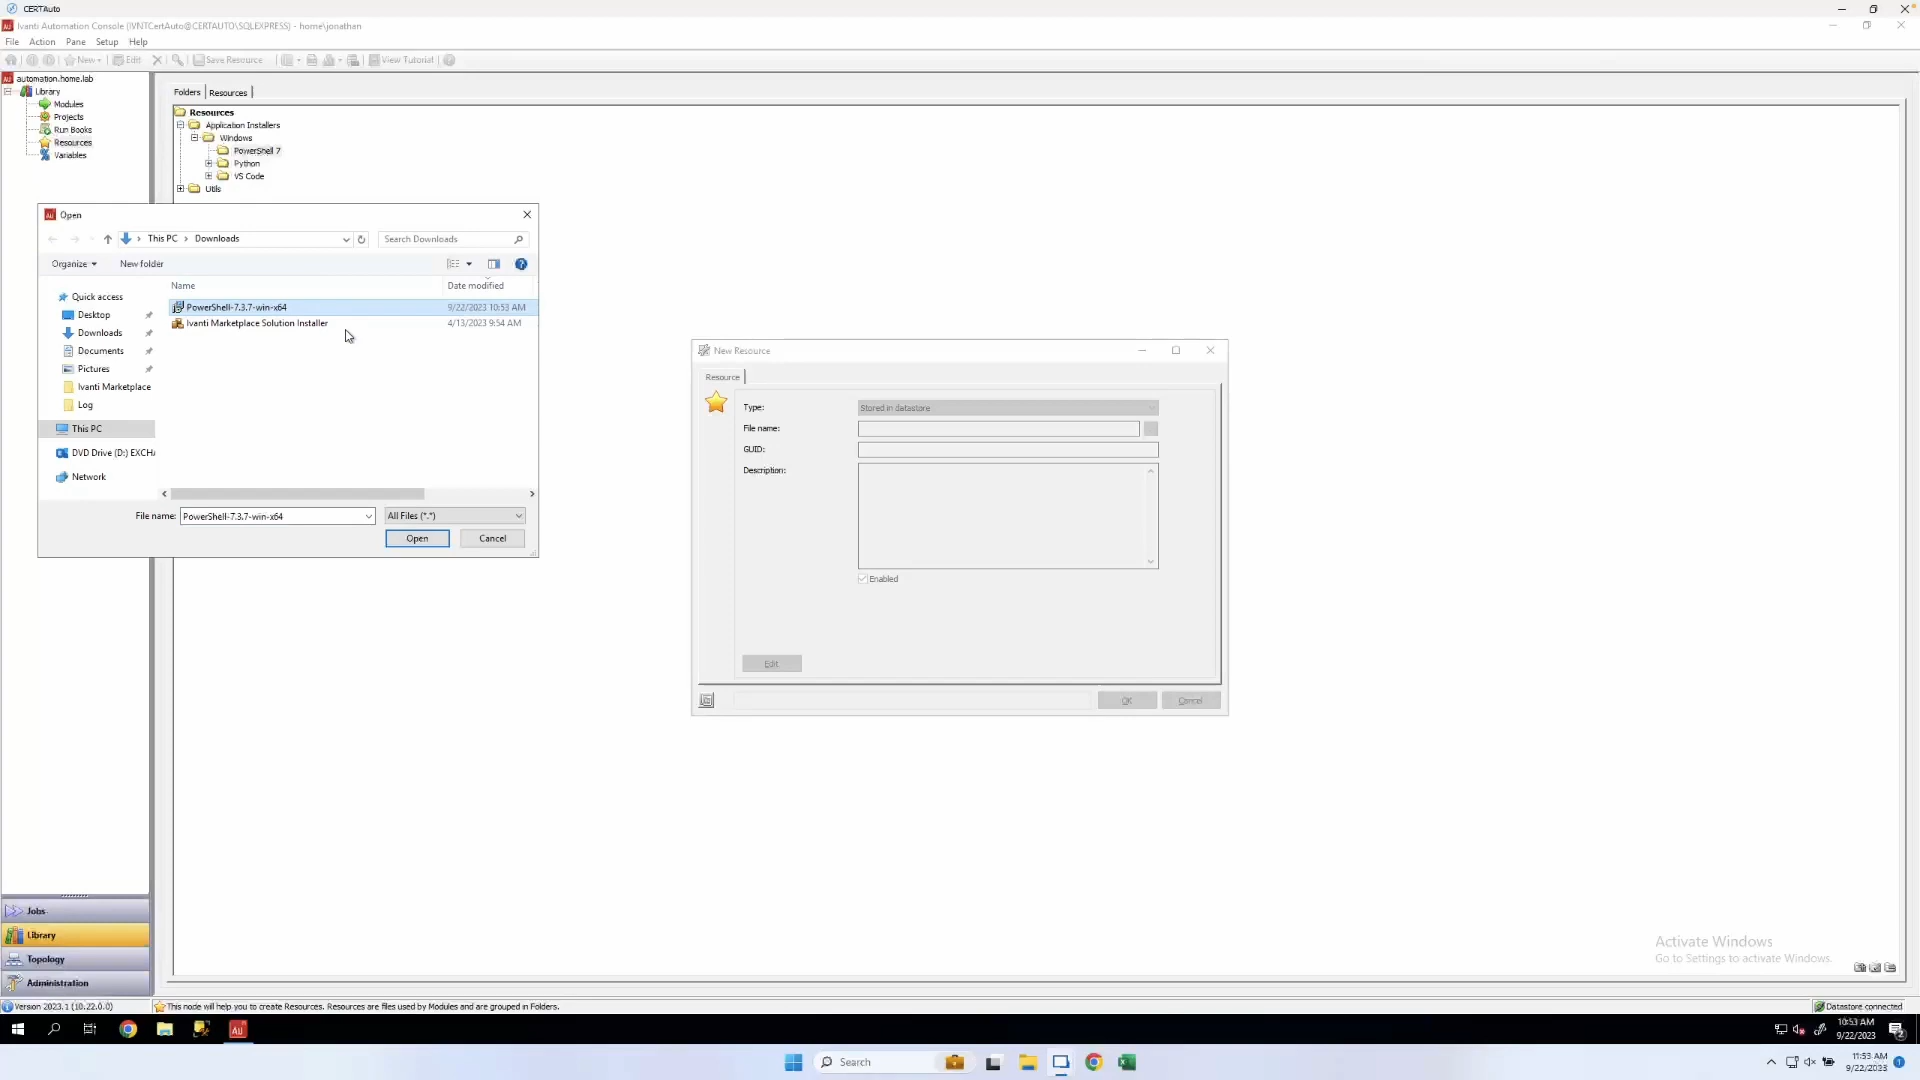 CERTAuto
Ivanti Automation Console (IVNTCertAuto@CERTAUTO\SQLEXPRESS) - home\jonathan
File Action Pane Setup Help
New Edit Save Resource View Tutorial
automation.home.lab
Library
Modules
Projects
Run Books
Resources
Variables
Folders Resources
Resources
Application Installers
Windows
PowerShell 7
Python
VS Code
Utils
Open
This PC Downloads
Search Downloads
Organize New folder
Name Date modified
Quick access
Desktop
Downloads
Documents
Pictures
Ivanti Marketplace
Log
This PC
DVD Drive (D:) EXCHA
Network
PowerShell-7.3.7-win-x64 9/22/2023 10:53 AM
Ivanti Marketplace Solution Installer 4/13/2023 9:54 AM
File name: PowerShell-7.3.7-win-x64 All Files (*.*)
Open Cancel
New Resource
Resource
Type: Stored in datastore
File name:
GUID:
Description:
Enabled
Edit
OK Cancel
Jobs
Library
Topology
Administration
Activate Windows
Go to Settings to activate Windows.
Version 2023.1 (10.22.0.0) This node will help you to create Resources. Resources are files used by Modules and are grouped in Folders. Datastore connected
10:53 AM
9/22/2023
2
Search
11:53 AM
9/22/2023
1